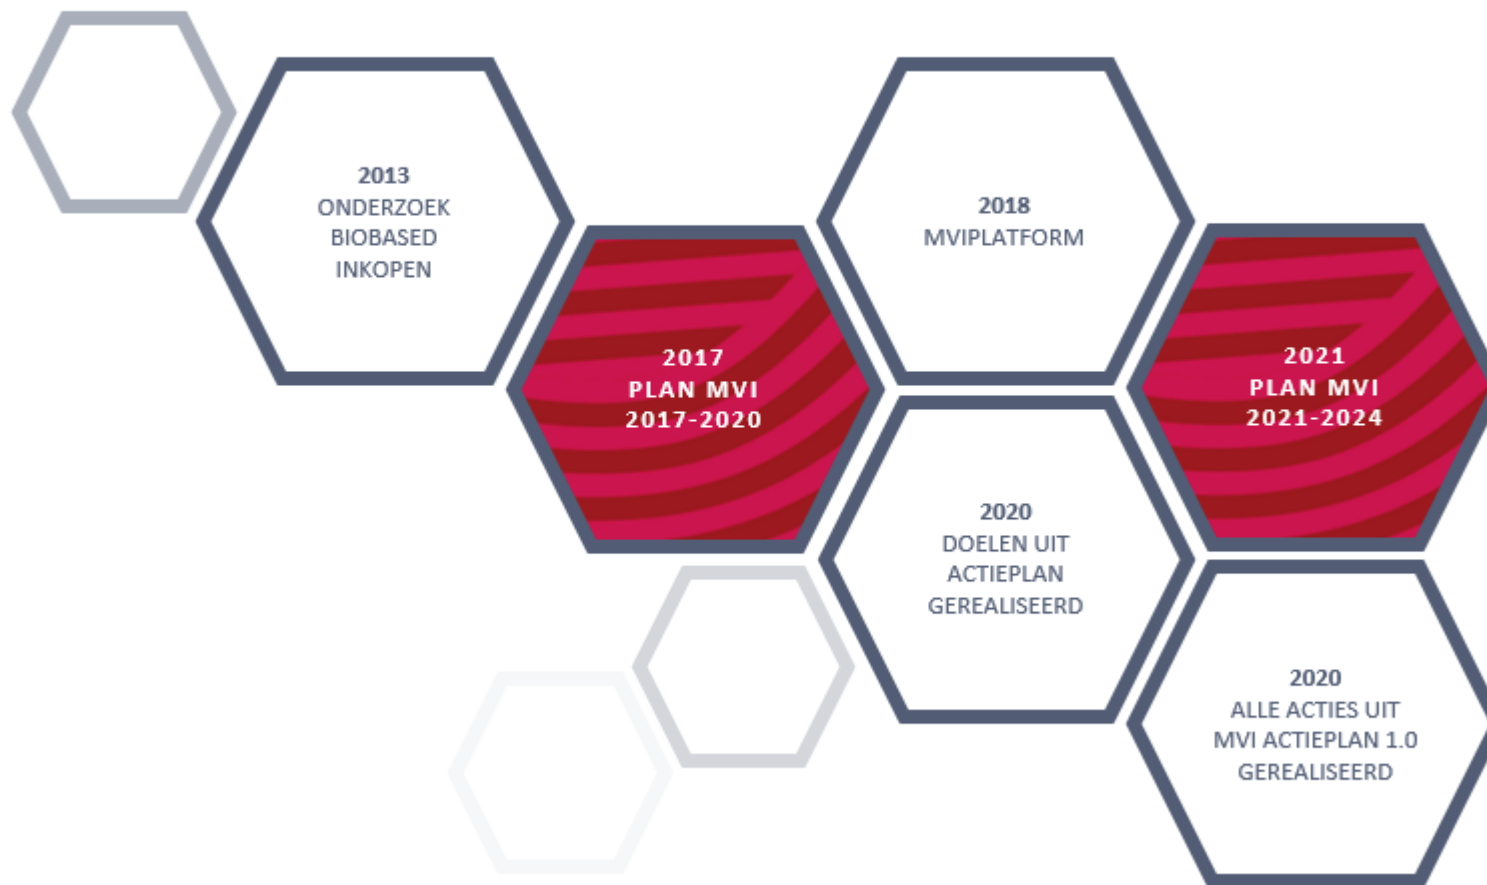 2013
ONDERZOEK
BIOBASED
INKOPEN
2017
PLAN MVI
2017-2020
2018
MVIPLATFORM
2020
DOELEN UIT
ACTIEPLAN
GEREALISEERD
2021
PLAN MVI
2021-2024
2020
ALLE ACTIES UIT
MVI ACTIEPLAN 1.0
GEREALISEERD